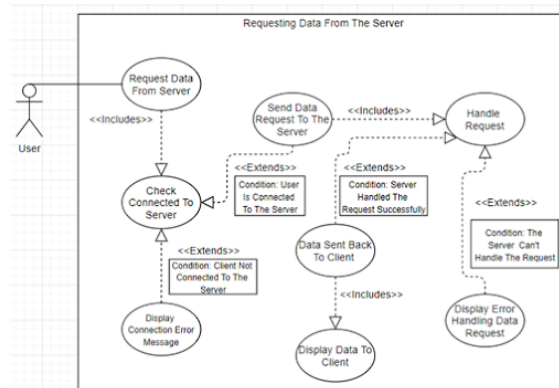 Requesting Data From The Server
Request Data
From Server
Send Data
Request To The
Server
Handle
Request
<<Includes>>
<<Includes>>
User
<<Extends>>
<<Extends>>
<<Extends>>
Check
Connected To
Server
Condition: User
Is Connected
To The Server
Condition: Server
Handled The
Request Successfully
Condition: The
Server Can't
Handle The Request
<<Extends>>
Condition: Client Not
Connected To The
Server
Data Sent Back
To Client
<<Includes>>
Display
Connection Error
Message
Display Data To
Client
Display Error
Handling Data
Request